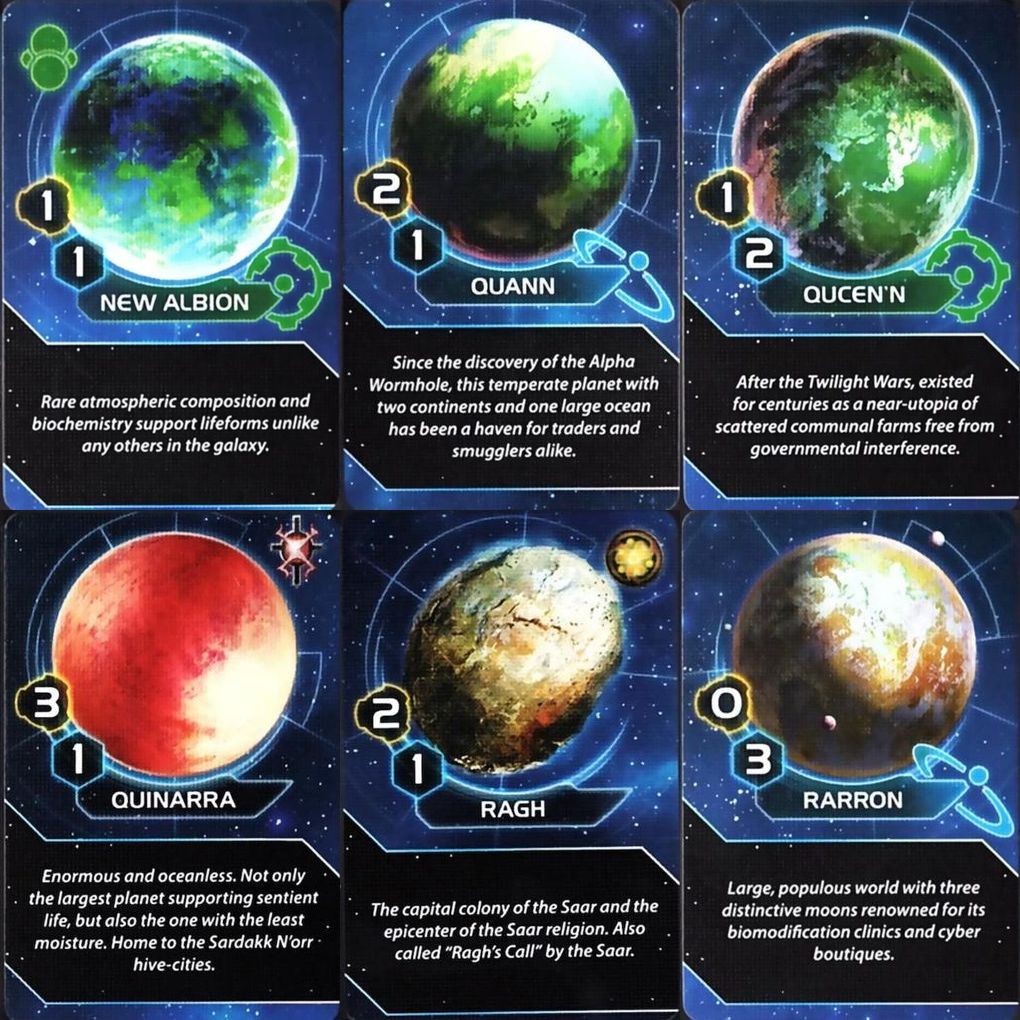 1
1
NEW ALBION
Rare atmospheric composition and
biochemistry support lifeforms unlike
any others in the galaxy.
2
1
QUANN
Since the discovery of the Alpha
Wormhole, this temperate planet with
two continents and one large ocean
has been a haven for traders and
smugglers alike.
1
2
QUCEN'N
After the Twilight Wars, existed
for centuries as a near-utopia of
scattered communal farms free from
governmental interference.
3
1
QUINARRA
Enormous and oceanless. Not only
the largest planet supporting sentient
life, but also the one with the least
moisture. Home to the Sardakk N'orr
hive-cities.
2
1
RAGH
The capital colony of the Saar and the
epicenter of the Saar religion. Also
called "Ragh's Call" by the Saar.
0
3
RARRON
Large, populous world with three
distinctive moons renowned for its
biomodification clinics and cyber
boutiques.